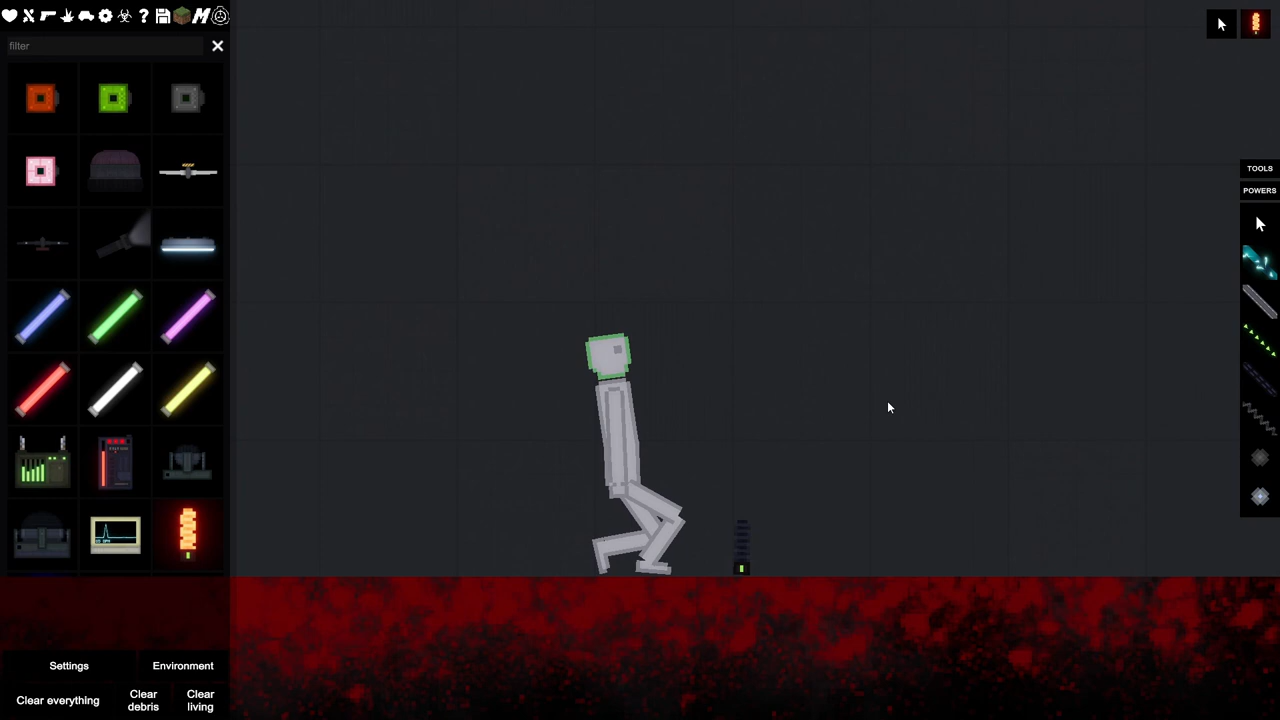 filter
TOOLS
POWERS
Settings
Environment
Clear everything
Clear
debris
Clear
living